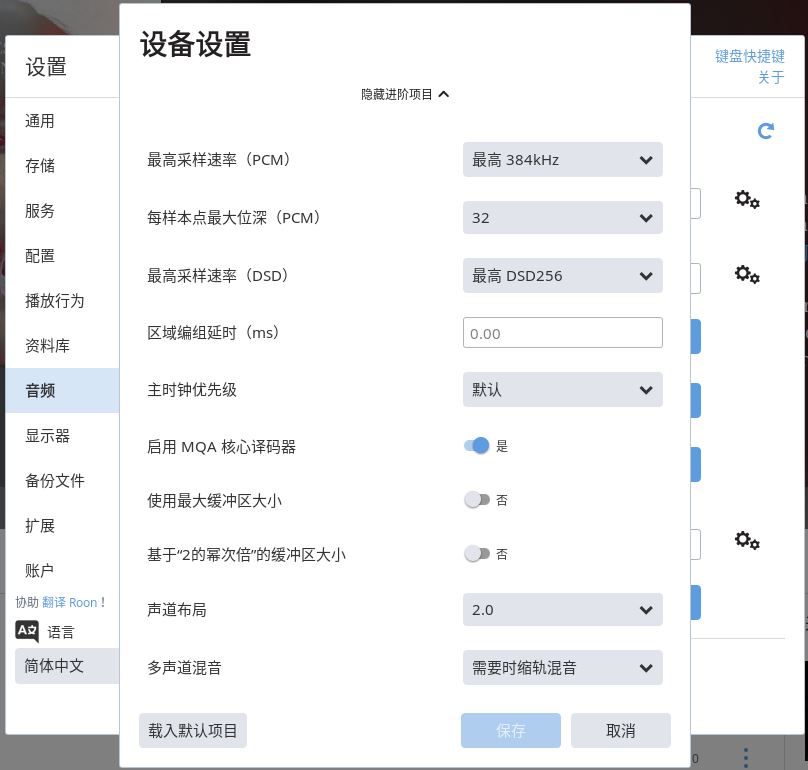 设备设置
隐藏进阶项目
最高采样速率（PCM）
最高 384kHz
每样本点最大位深（PCM）
32
最高采样速率（DSD）
最高 DSD256
区域编组延时（ms）
0.00
主时钟优先级
默认
启用 MQA 核心译码器
是
使用最大缓冲区大小
否
基于“2的幂次倍”的缓冲区大小
否
声道布局
2.0
多声道混音
需要时缩轨混音
载入默认项目
保存
取消
设置
键盘快捷键
关于
通用
存储
服务
配置
播放行为
资料库
音频
显示器
备份文件
扩展
账户
协助 翻译 Roon！
语言
简体中文